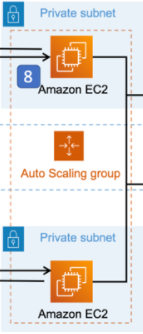 Private subnet
8
Amazon EC2
Auto Scaling group
Private subnet
Amazon EC2